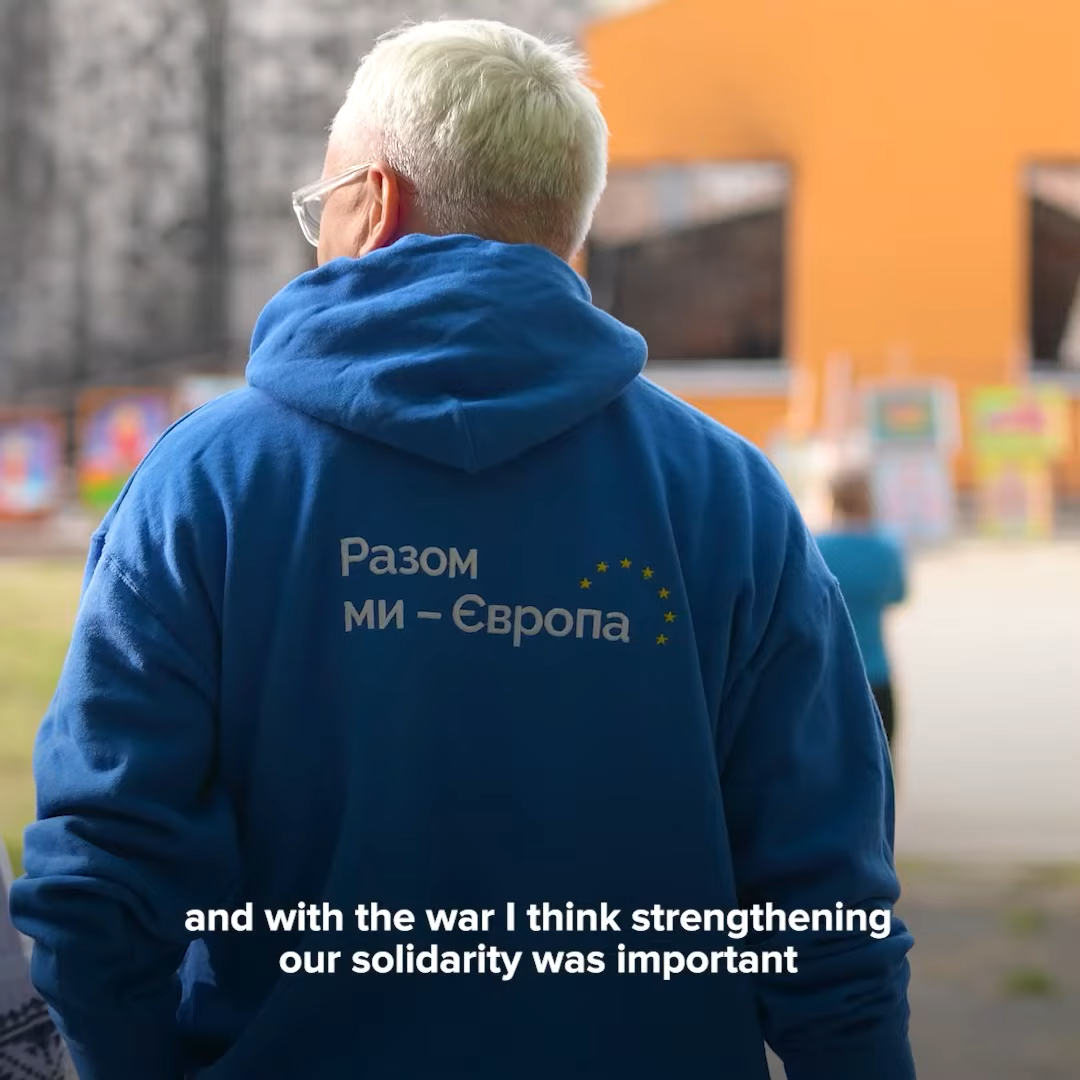 Разом
ми – Європа
and with the war I think strengthening
our solidarity was important